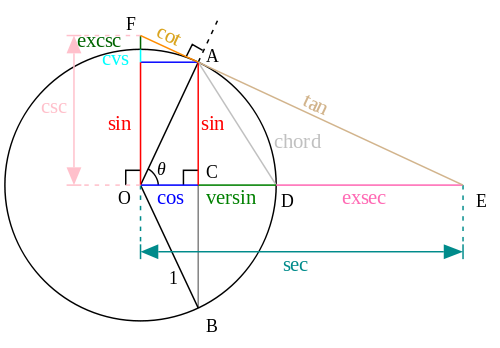 F
excsc
cot
cvs
A
csc
tan
sin
sin
chord
θ
C
O
cos
versin
D
exsec
E
sec
1
B